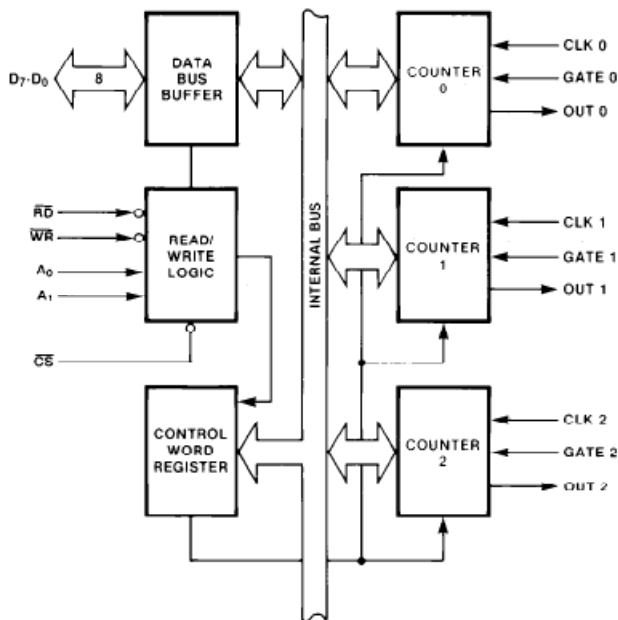 D7-D0
8
DATA
BUS
BUFFER
RD
WR
A0
A1
CS
READ/
WRITE
LOGIC
CONTROL
WORD
REGISTER
INTERNAL BUS
COUNTER
0
CLK 0
GATE 0
OUT 0
COUNTER
1
CLK 1
GATE 1
OUT 1
COUNTER
2
CLK 2
GATE 2
OUT 2